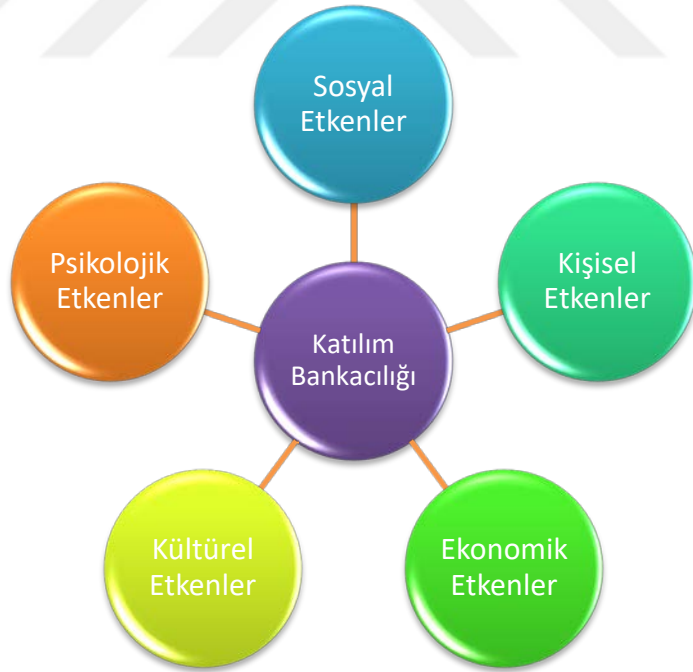 Sosyal
Etkenler
Psikolojik
Etkenler
Kişisel
Etkenler
Katılım
Bankacılığı
Kültürel
Etkenler
Ekonomik
Etkenler